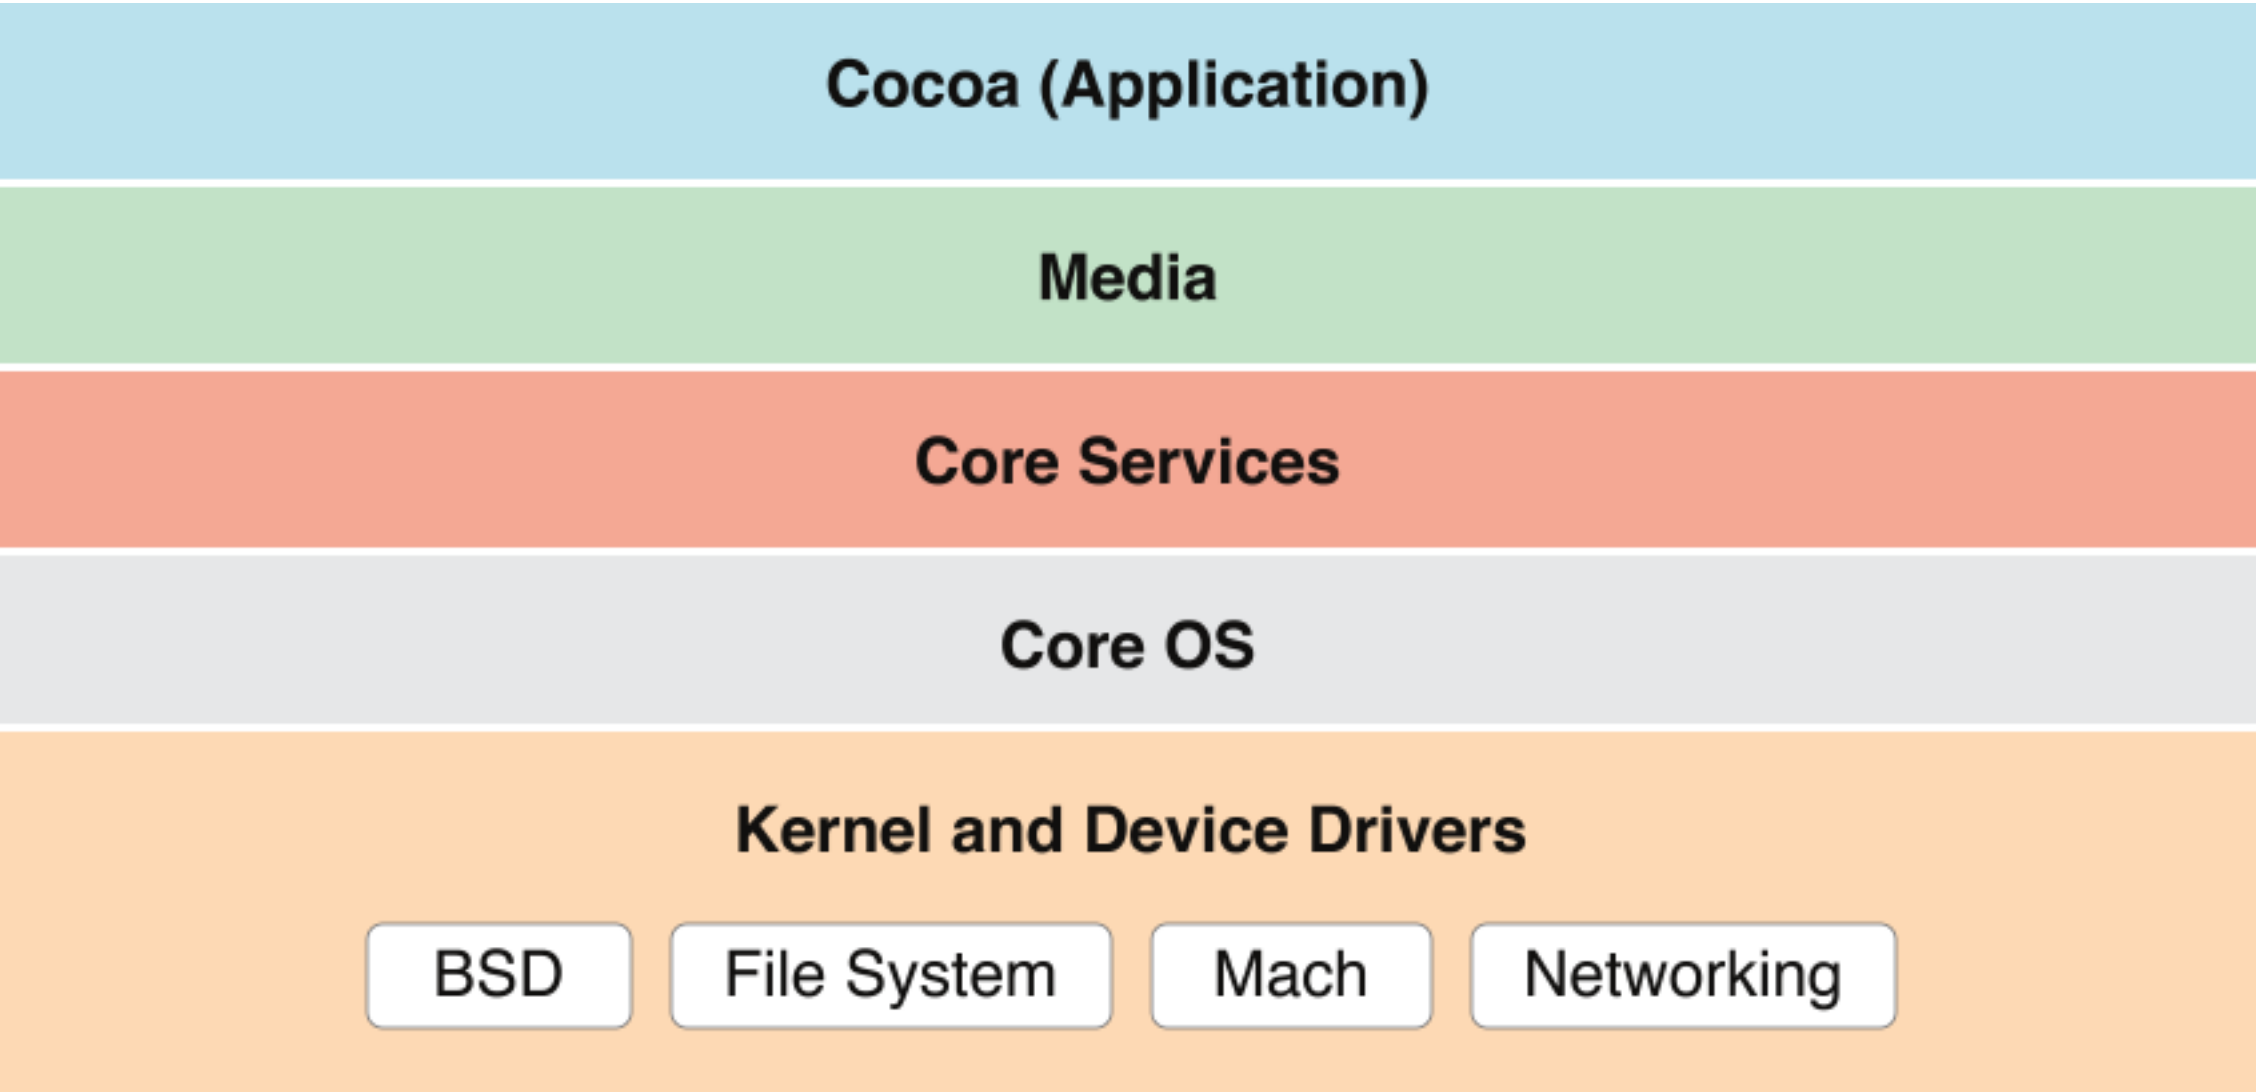 Cocoa (Application)
Media
Core Services
Core OS
Kernel and Device Drivers
BSD File System Mach Networking